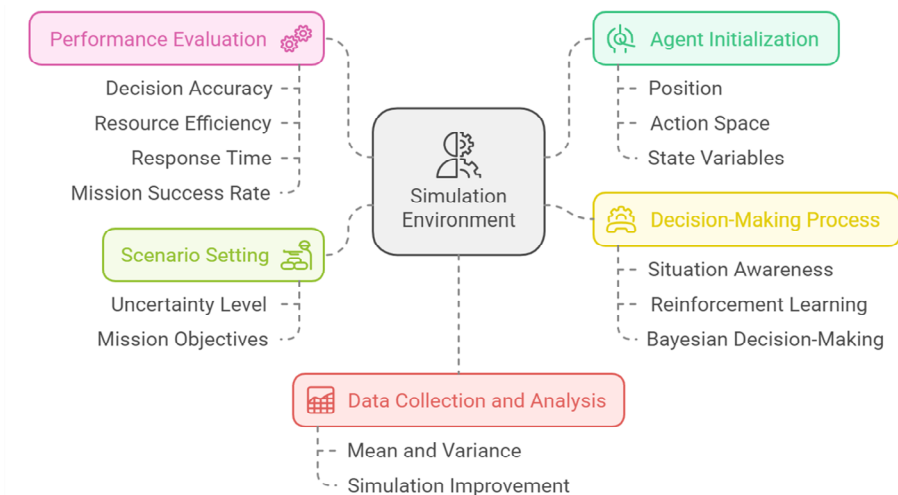 Performance Evaluation
Decision Accuracy
Resource Efficiency
Response Time
Mission Success Rate
Scenario Setting
Uncertainty Level
Mission Objectives
Simulation
Environment
Agent Initialization
Position
Action Space
State Variables
Decision-Making Process
Situation Awareness
Reinforcement Learning
Bayesian Decision-Making
Data Collection and Analysis
Mean and Variance
Simulation Improvement